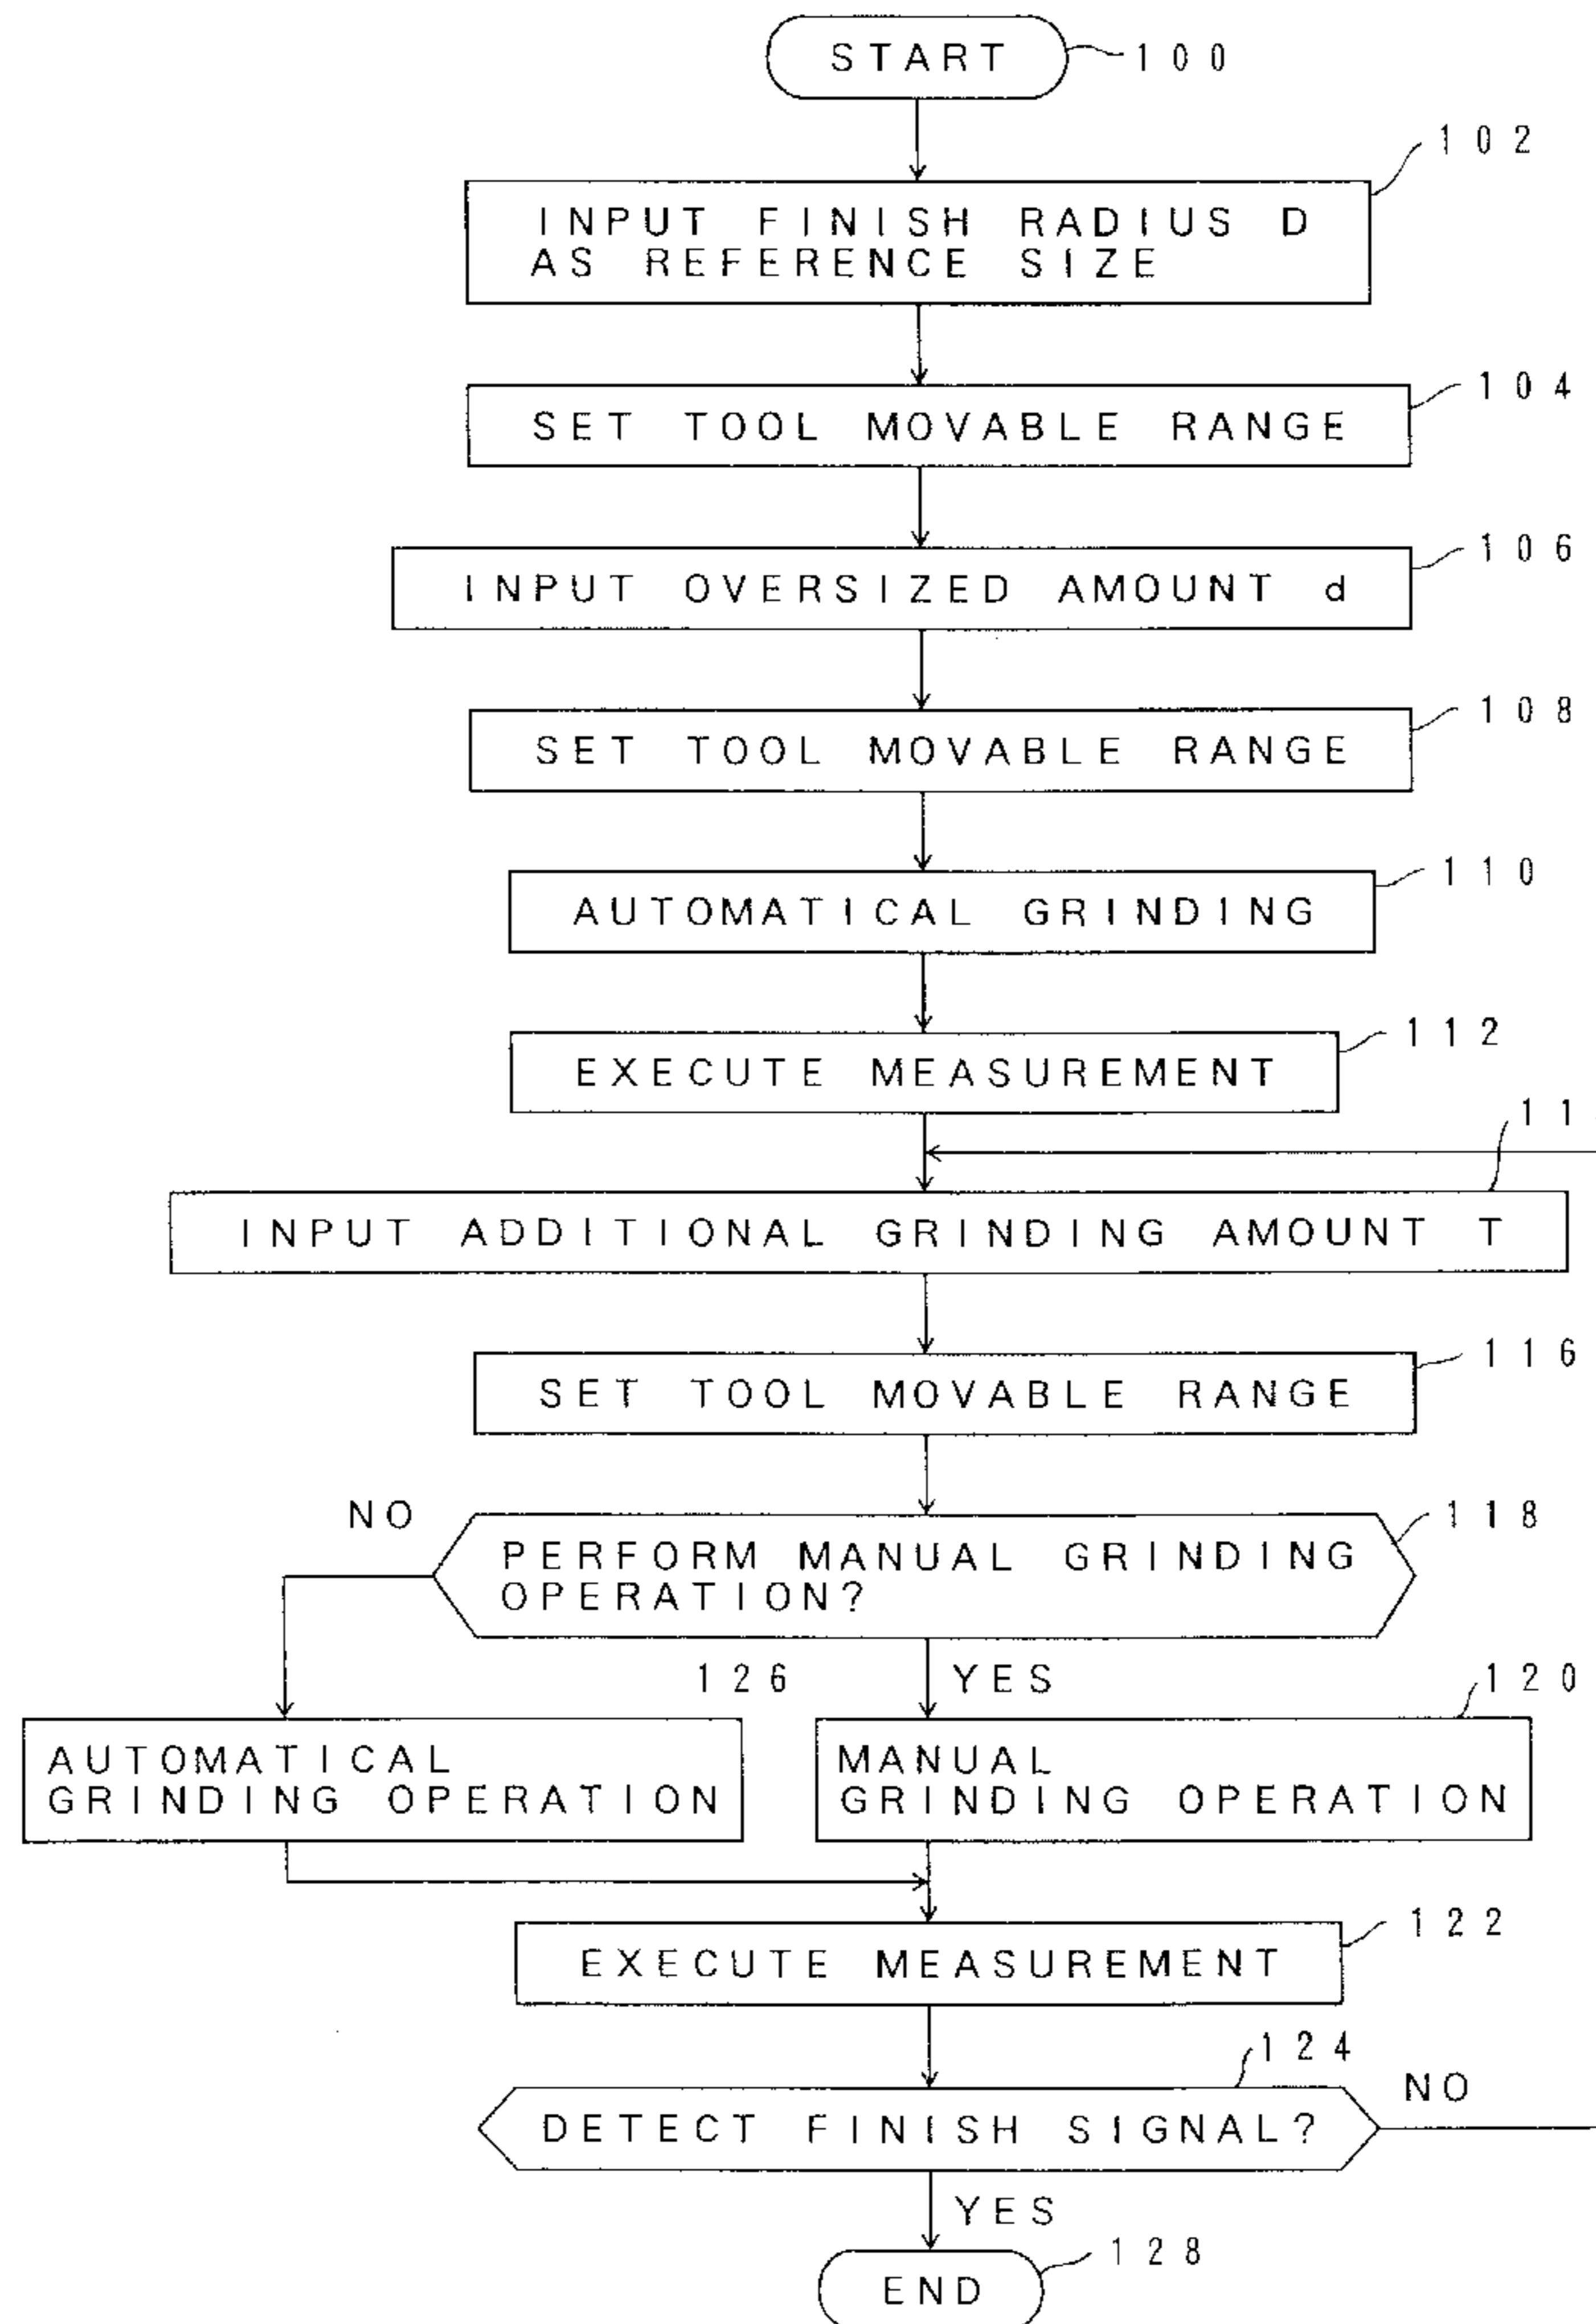 START
100
102
INPUT FINISH RADIUS D
AS REFERENCE SIZE
104
SET TOOL MOVABLE RANGE
106
INPUT OVERSIZED AMOUNT d
108
SET TOOL MOVABLE RANGE
110
AUTOMATICAL GRINDING
112
EXECUTE MEASUREMENT
INPUT ADDITIONAL GRINDING AMOUNT T
116
SET TOOL MOVABLE RANGE
NO
118
PERFORM MANUAL GRINDING
OPERATION?
126
YES
120
AUTOMATICAL
GRINDING OPERATION
MANUAL
GRINDING OPERATION
122
EXECUTE MEASUREMENT
124
NO
DETECT FINISH SIGNAL?
YES
128
END